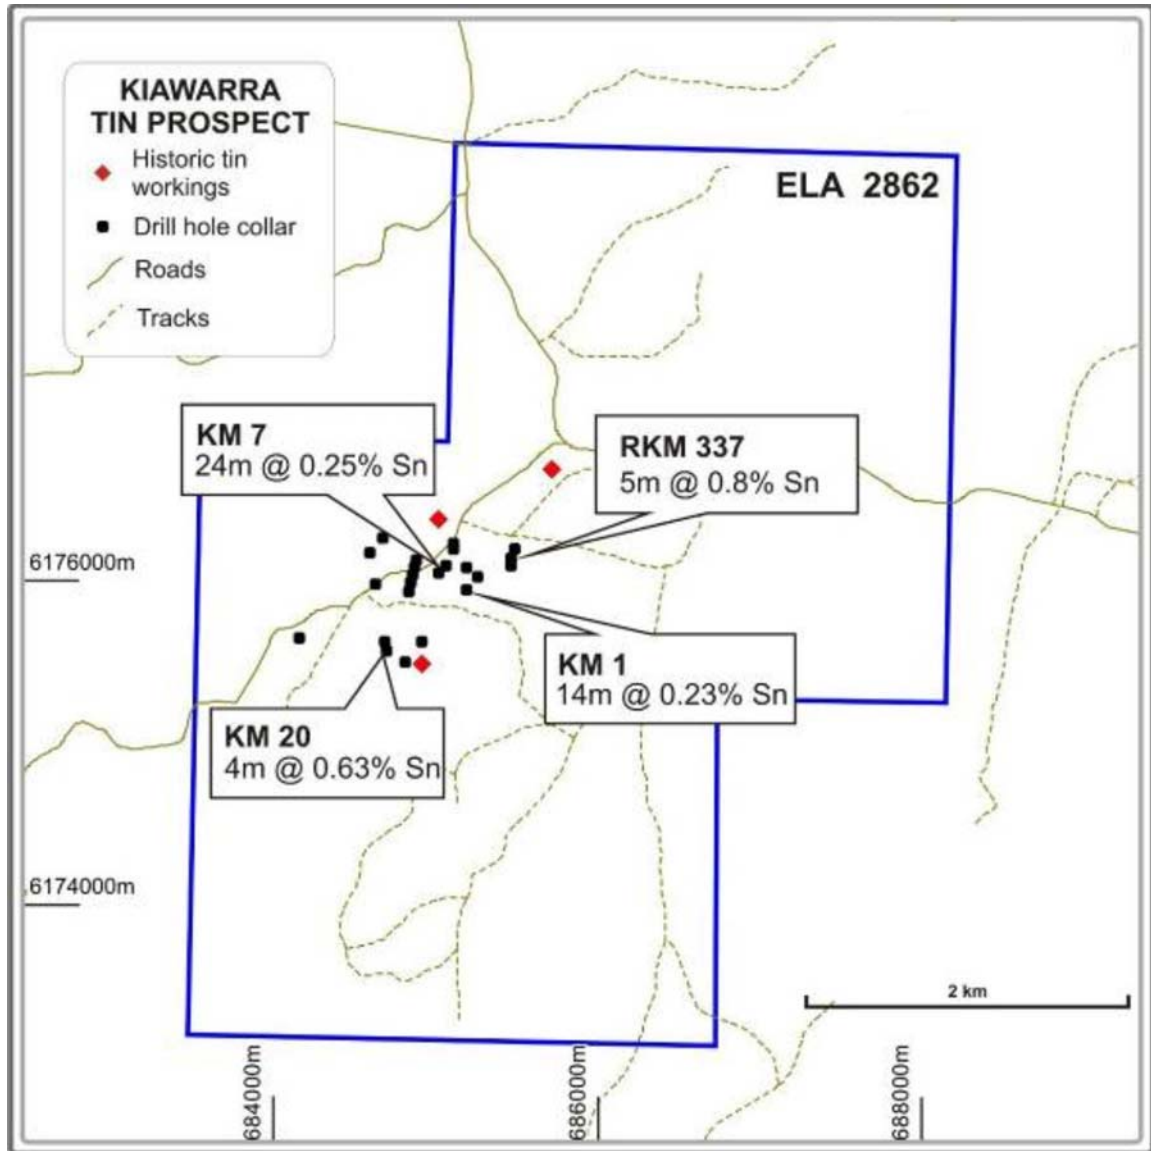 KIAWARRA
TIN PROSPECT
Historic tin
workings
Drill hole collar
Roads
Tracks
ELA 2862
KM 7
24m @ 0.25% Sn
RKM 337
5m @ 0.8% Sn
6176000m
KM 1
14m @ 0.23% Sn
KM 20
4m @ 0.63% Sn
6174000m
2 km
684000m
686000m
688000m